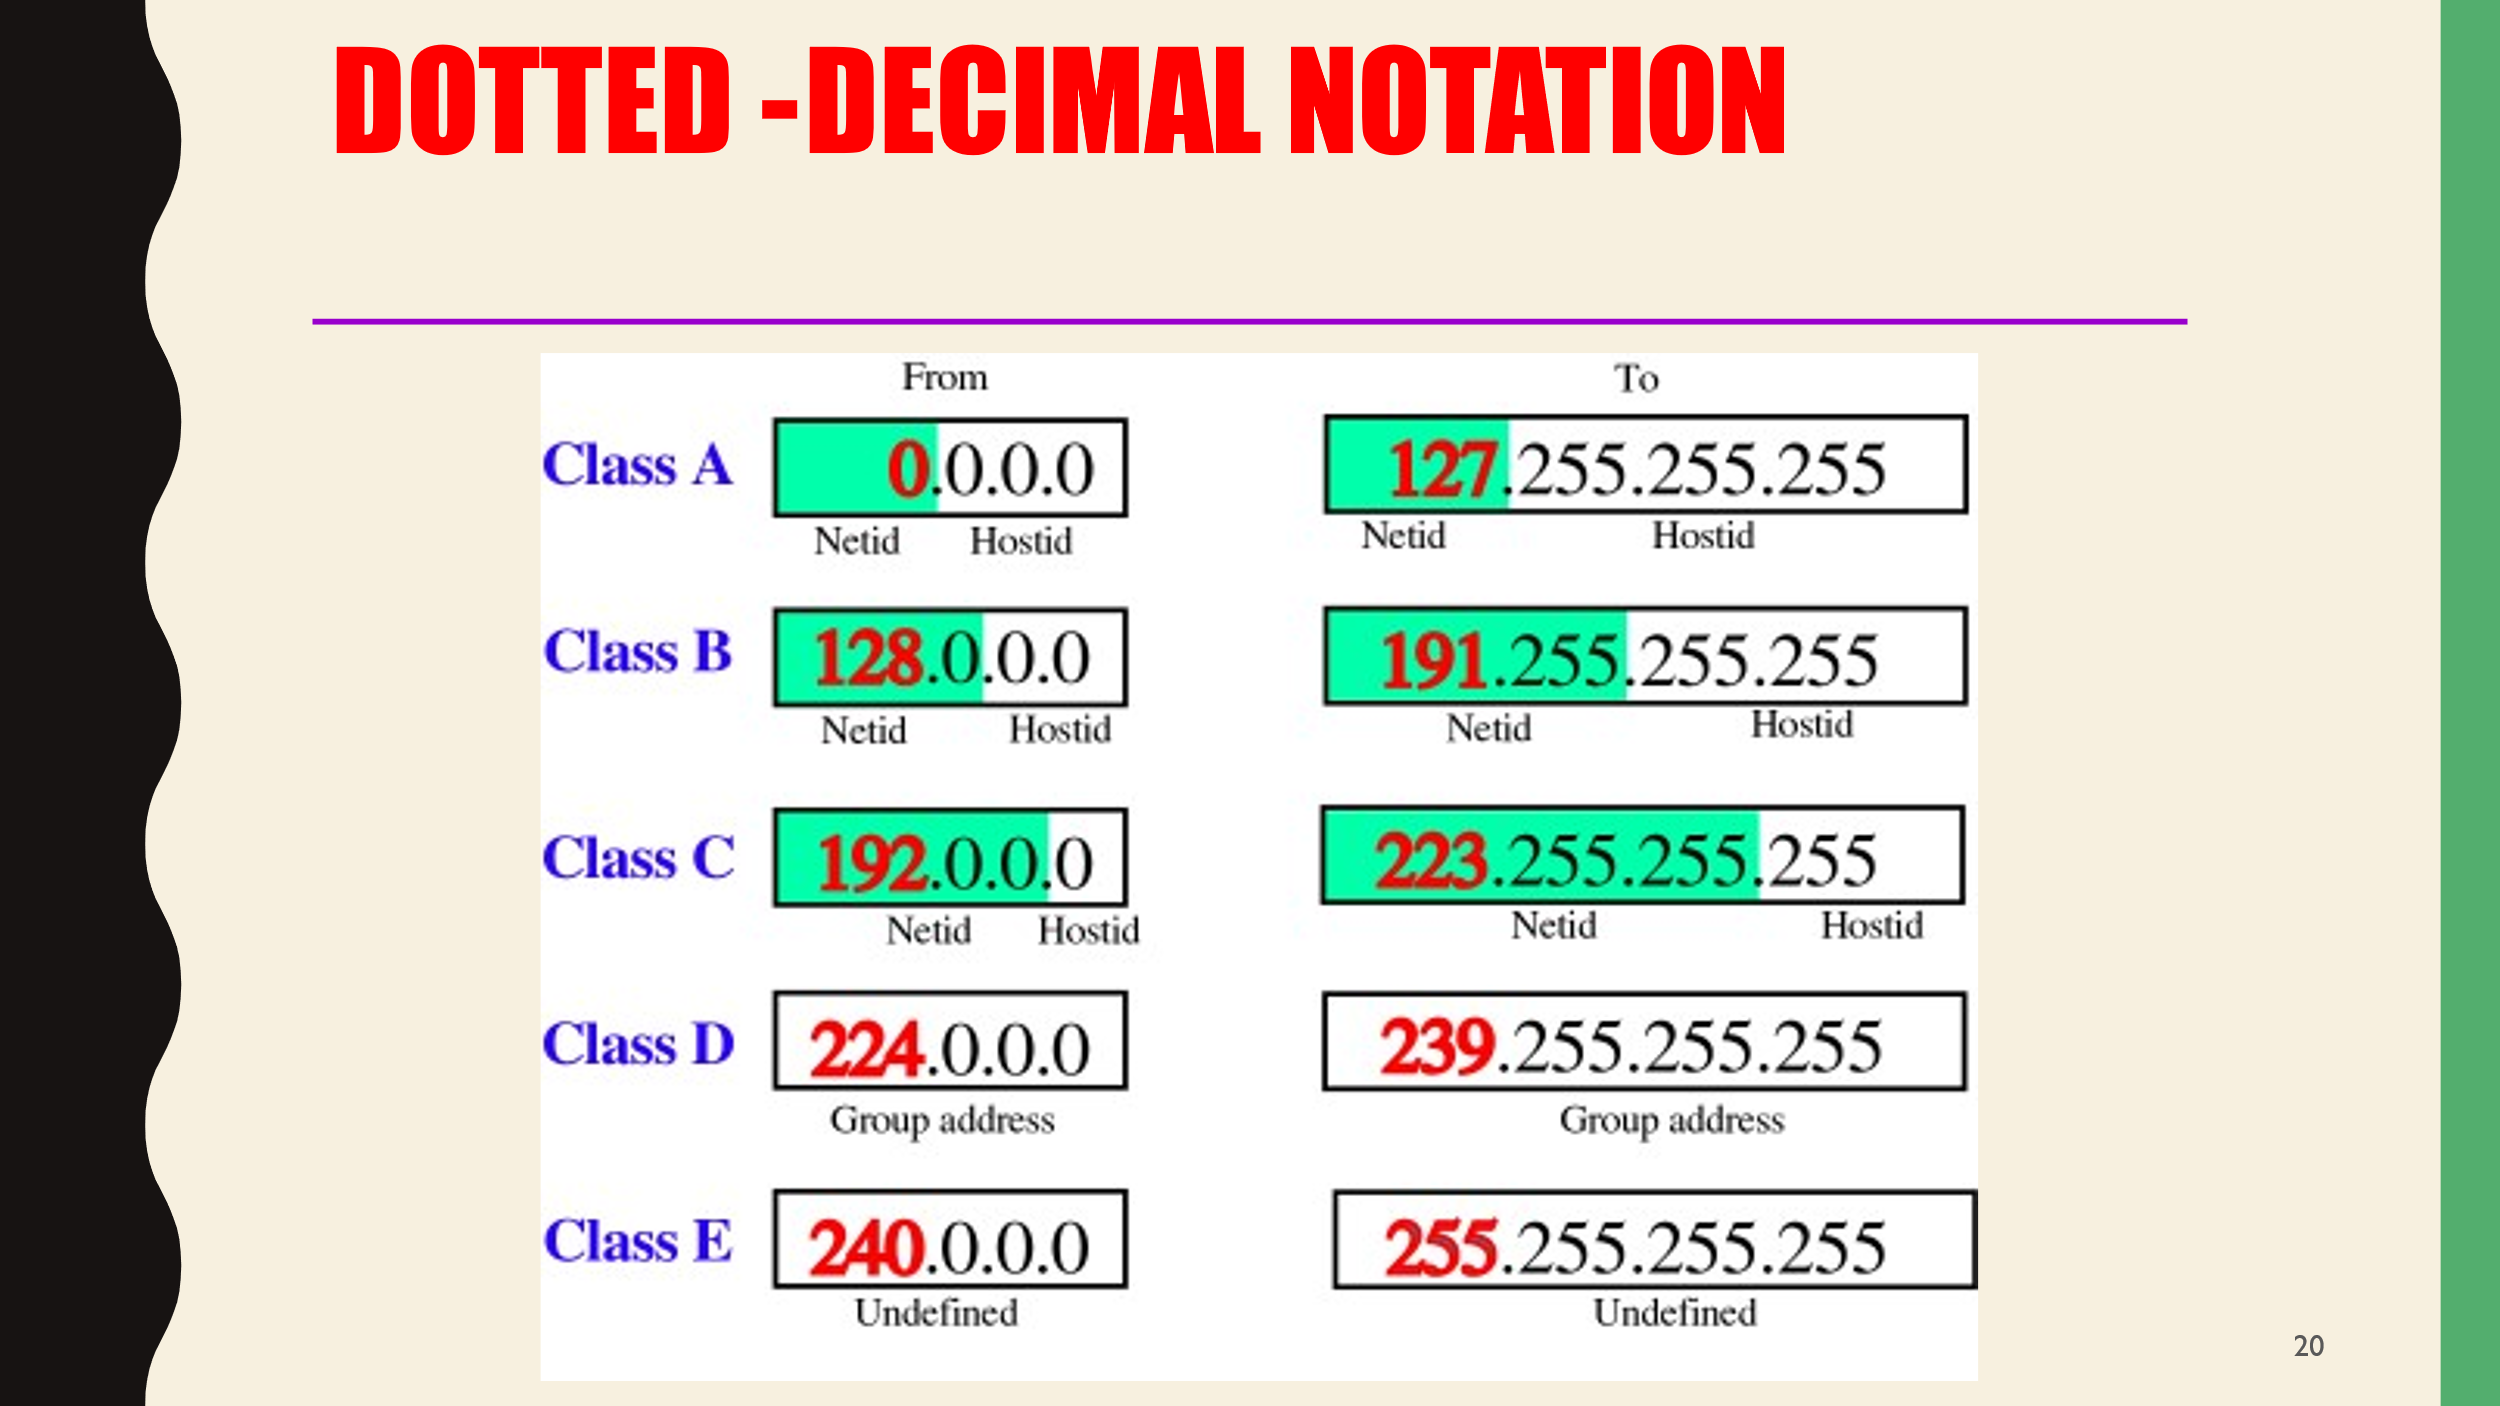 DOTTED -DECIMAL NOTATION
From To
Class A 0.0.0.0 127.255.255.255
Netid Hostid Netid Hostid
Class B 128.0.0.0 191.255.255.255
Netid Hostid Netid Hostid
Class C 192.0.0.0 223.255.255.255
Netid Hostid Netid Hostid
Class D 224.0.0.0 239.255.255.255
Group address Group address
Class E 240.0.0.0 255.255.255.255
Undefined Undefined
20